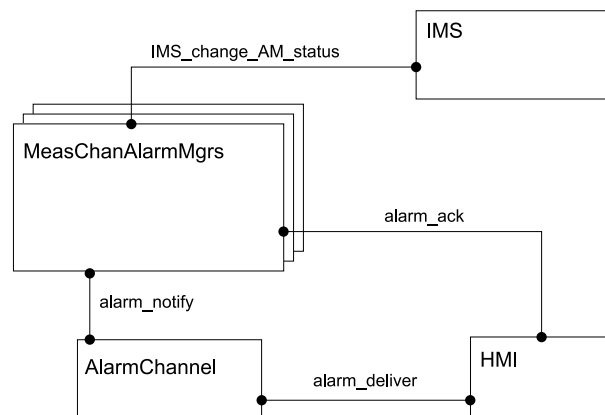 IMS
IMS_change_AM_status
MeasChanAlarmMgrs
alarm_ack
alarm_notify
AlarmChannel
alarm_deliver
HMI